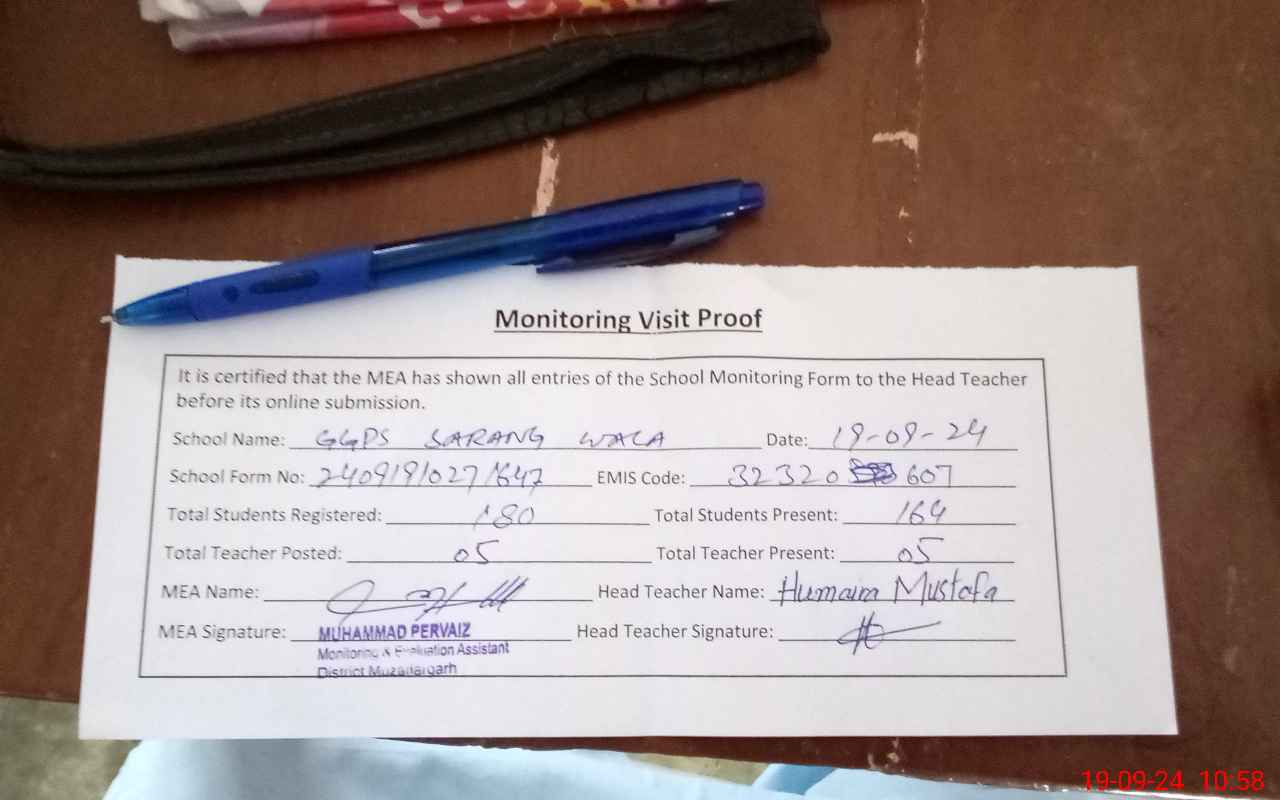 Monitoring Visit Proof
It is certified that the MEA has shown all entries of the School Monitoring Form to the Head Teacher
before its online submission.
School Name: GGPS SARANG WALA Date: 19-09-24
School Form No: 24091910271647 EMIS Code: 32320 607
Total Students Registered: 180 Total Students Present: 164
Total Teacher Posted: 05 Total Teacher Present: 05
MEA Name: Head Teacher Name: Humaira Mustafa
MEA Signature: Head Teacher Signature:
MUHAMMAD PERVAIZ
Monitoring & Evaluation Assistant
District Muzaffargarh
19-09-24 10:58